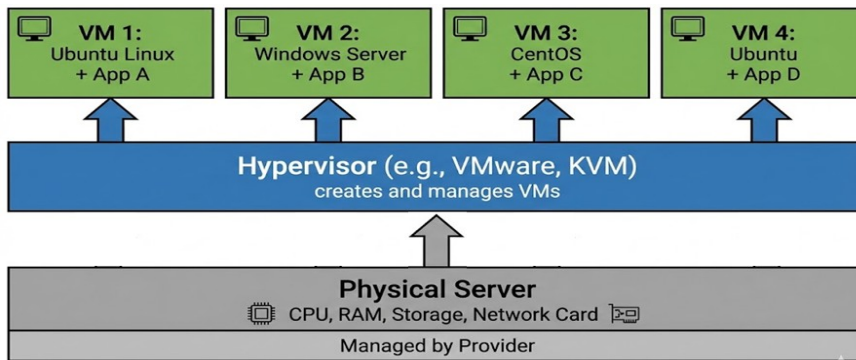 VM 1:
Ubuntu Linux
+ App A
VM 2:
Windows Server
+ App B
VM 3:
CentOS
+ App C
VM 4:
Ubuntu
+ App D
Hypervisor (e.g., VMware, KVM)
creates and manages VMs
Physical Server
CPU, RAM, Storage, Network Card
Managed by Provider